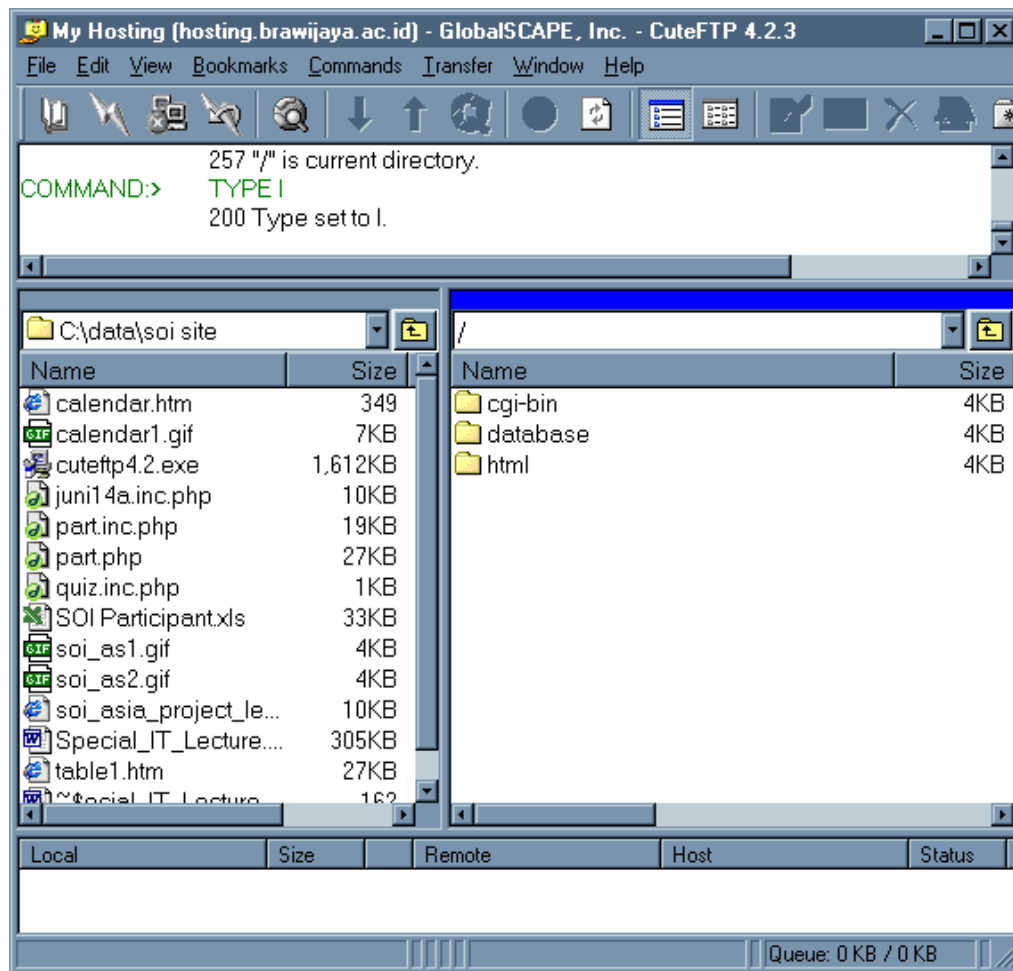 My Hosting (hosting.brawijaya.ac.id) - GlobalSCAPE, Inc. - CuteFTP 4.2.3
File Edit View Bookmarks Commands Transfer Window Help
257 "/" is current directory.
COMMAND:> TYPE I
200 Type set to I.
C:\data\soi site
Name Size
calendar.htm 349
calendar1.gif 7KB
cuteftp4.2.exe 1,612KB
juni14a.inc.php 10KB
part.inc.php 19KB
part.php 27KB
quiz.inc.php 1KB
SOI Participant.xls 33KB
soi_as1.gif 4KB
soi_as2.gif 4KB
soi_asia_project_le... 10KB
Special_IT_Lecture.... 305KB
table1.htm 27KB
~$ecial_IT_Lecture 162
/
Name Size
cgi-bin 4KB
database 4KB
html 4KB
Local Size Remote Host Status
Queue: 0 KB / 0 KB